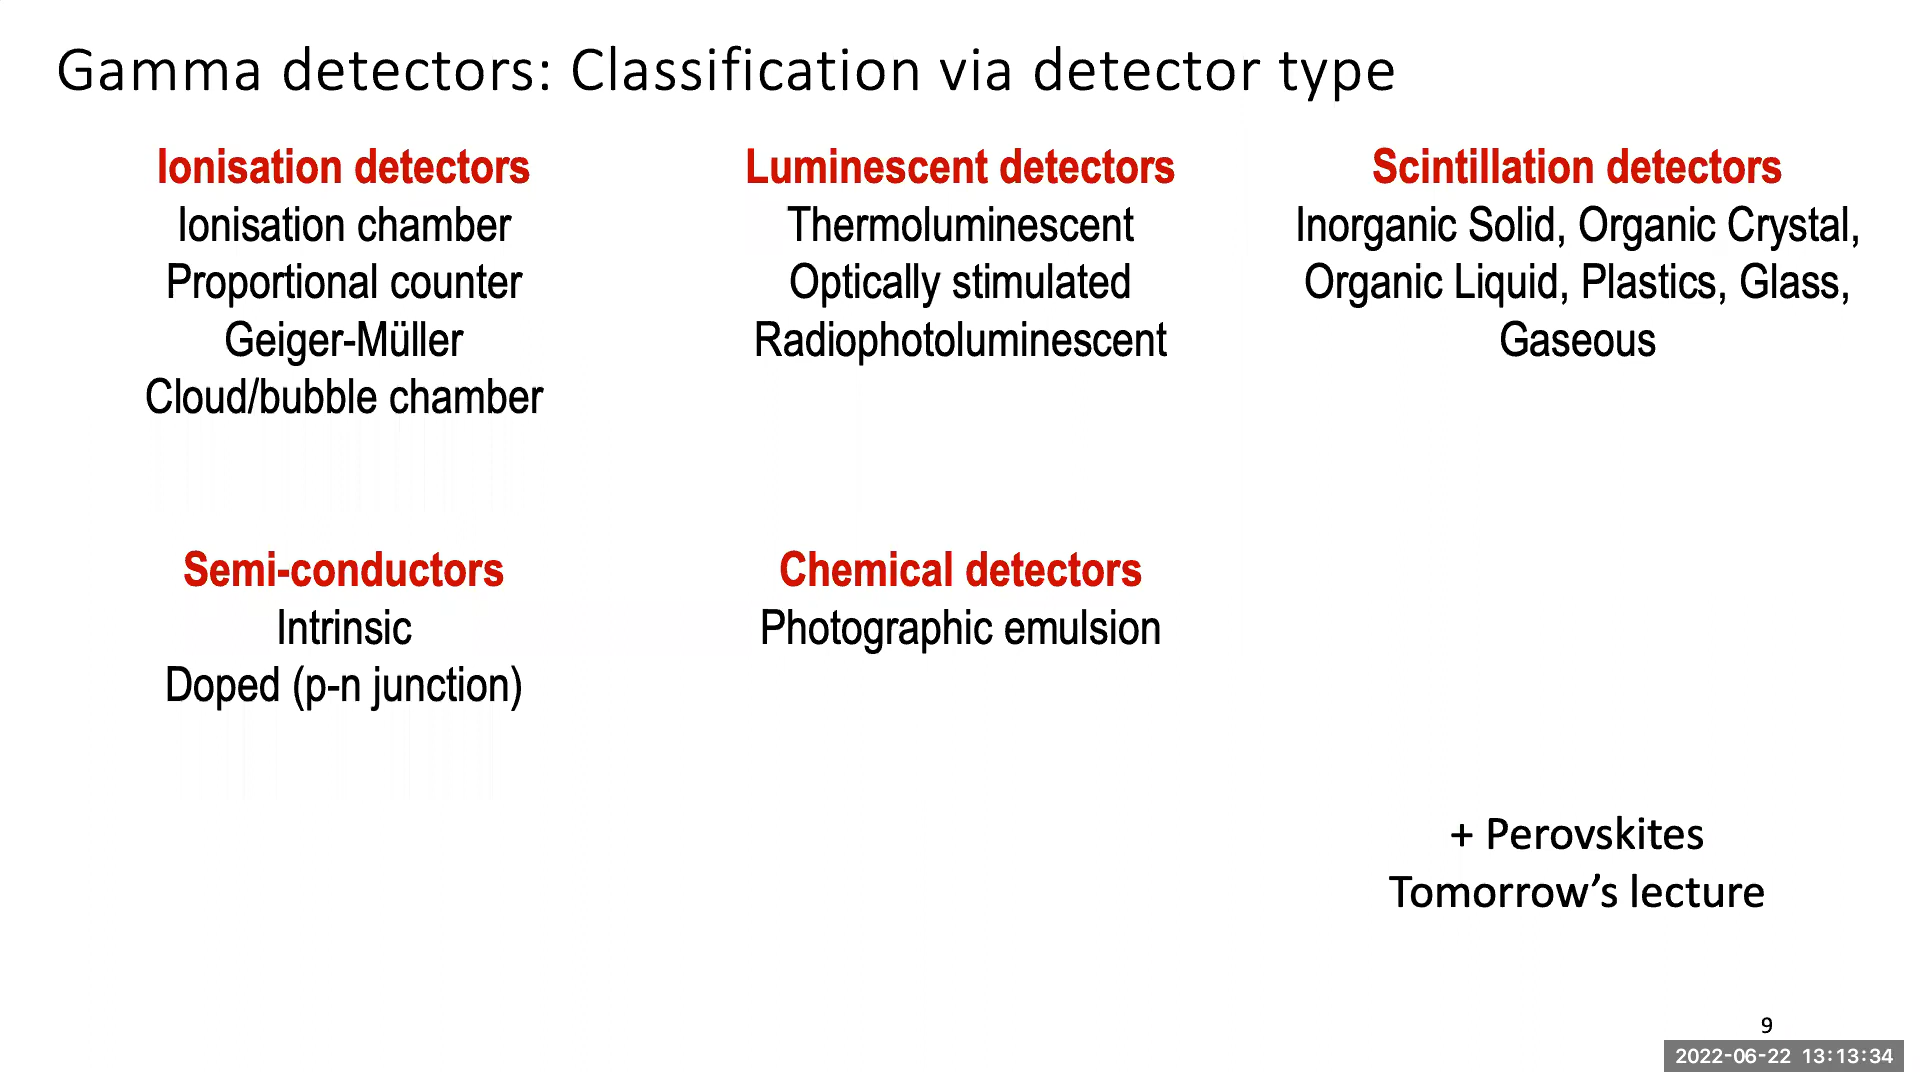 Gamma detectors: Classification via detector type
Ionisation detectors
Ionisation chamber
Proportional counter
Geiger-Müller
Cloud/bubble chamber
Luminescent detectors
Thermoluminescent
Optically stimulated
Radiophotoluminescent
Scintillation detectors
Inorganic Solid, Organic Crystal,
Organic Liquid, Plastics, Glass,
Gaseous
Semi-conductors
Intrinsic
Doped (p-n junction)
Chemical detectors
Photographic emulsion
+ Perovskites
Tomorrow’s lecture
9
2022-06-22 13:13:34